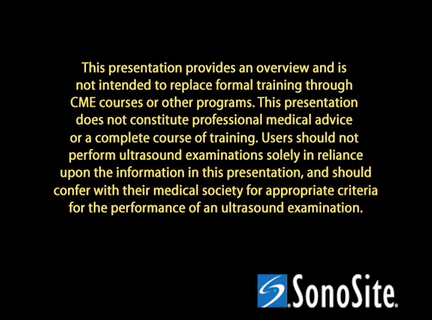 This presentation provides an overview and is
not intended to replace formal training through
CME courses or other programs. This presentation
does not constitute professional medical advice
or a complete course of training. Users should not
perform ultrasound examinations solely in reliance
upon the information in this presentation, and should
confer with their medical society for appropriate criteria
for the performance of an ultrasound examination.
SonoSite.